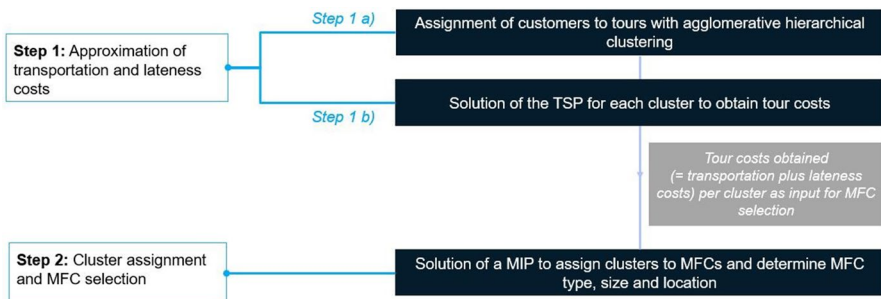 Step 1 a)
Assignment of customers to tours with agglomerative hierarchical
clustering
Step 1: Approximation of
transportation and lateness
costs
Step 1 b)
Solution of the TSP for each cluster to obtain tour costs
Tour costs obtained
(= transportation plus lateness
costs) per cluster as input for MFC
selection
Step 2: Cluster assignment
and MFC selection
Solution of a MIP to assign clusters to MFCs and determine MFC
type, size and location